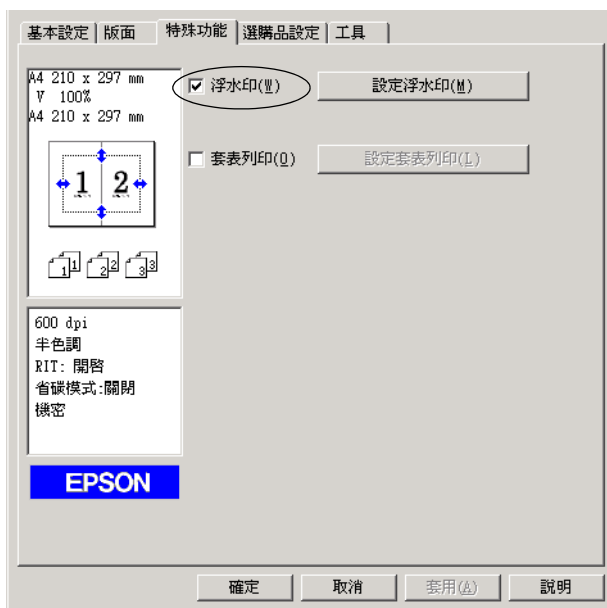 基本設定 版面 特殊功能 選購品設定 工具
A4 210 x 297 mm
∀ 100%
A4 210 x 297 mm
浮水印(W) 設定浮水印(M)
套表列印(O) 設定套表列印(L)
1 2
1 1 2 2 3 3
600 dpi
半色調
RIT: 開啓
省碳模式:關閉
機密
EPSON
確定 取消 套用(A) 說明